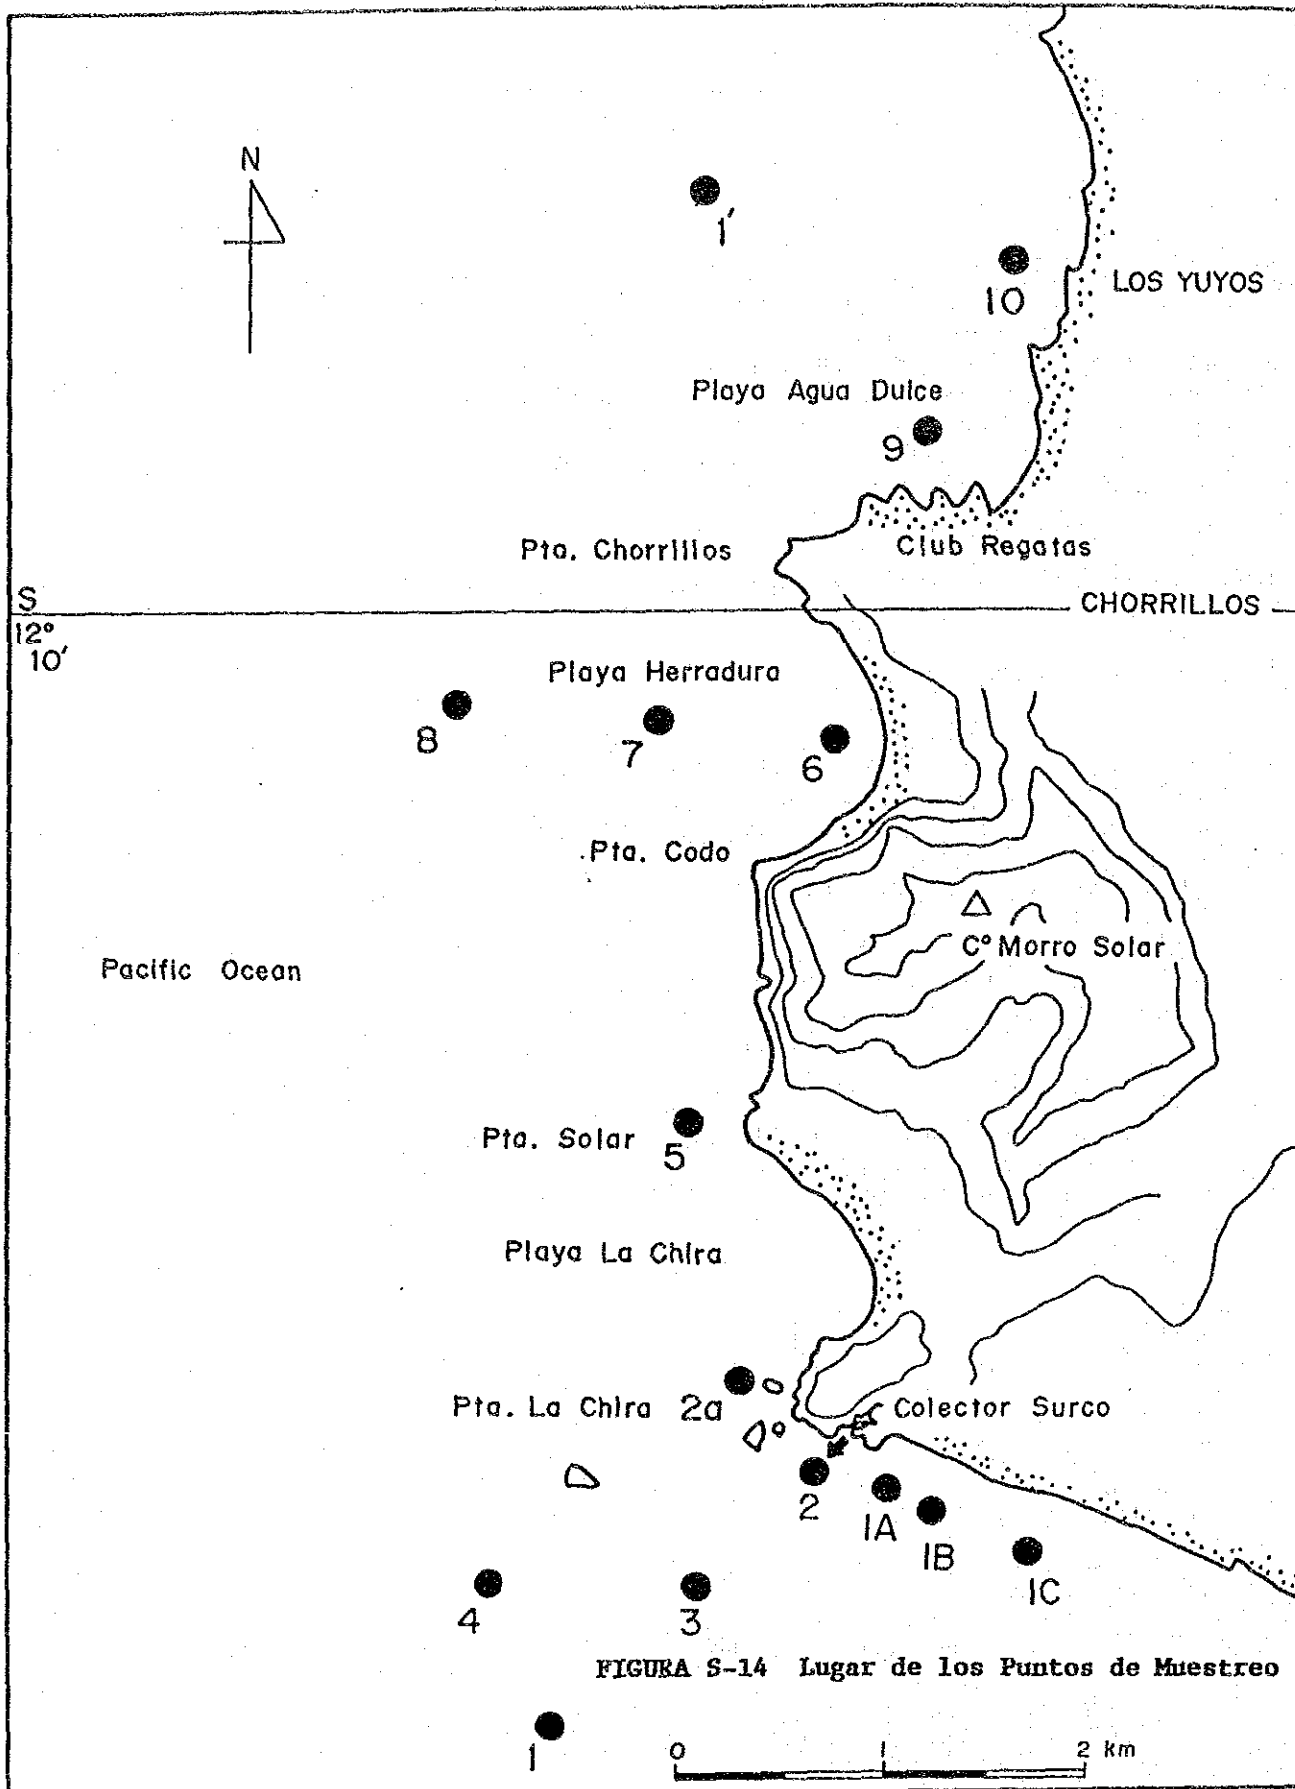 N
1'
10
LOS YUYOS
Playa Agua Dulce
9
Pta. Chorrillos
Club Regatas
S
CHORRILLOS
12°
10'
Playa Herradura
8
7
6
Pta. Codo
C° Morro Solar
Pacific Ocean
Pta. Solar
5
Playa La Chira
Pta. La Chira
2a
Colector Surco
2
1A
1B
1C
4
3
FIGURA S-14 Lugar de los Puntos de Muestreo
1
0 1 2 km